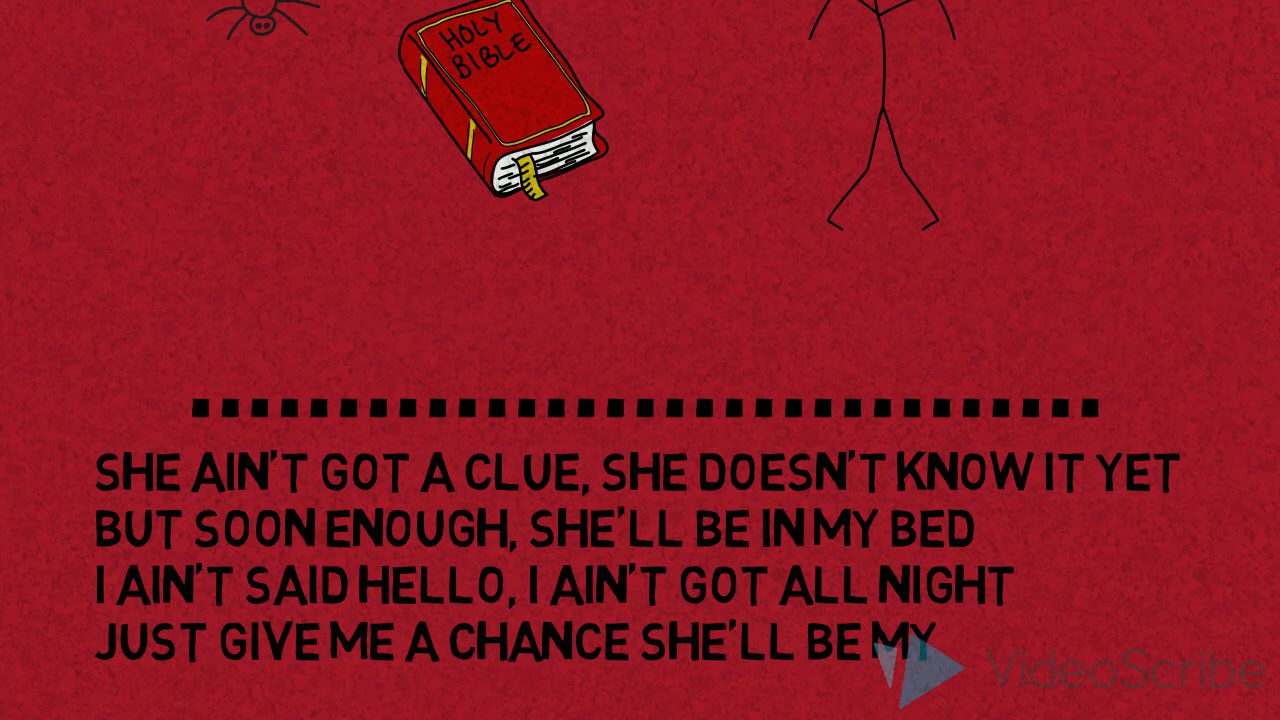 HOLY
BIBLE
SHE AIN'T GOT A CLUE, SHE DOESN'T KNOW IT YET
BUT SOON ENOUGH, SHE'LL BE IN MY BED
I AIN'T SAID HELLO, I AIN'T GOT ALL NIGHT
JUST GIVE ME A CHANCE SHE'LL BE MY
VideoScribe